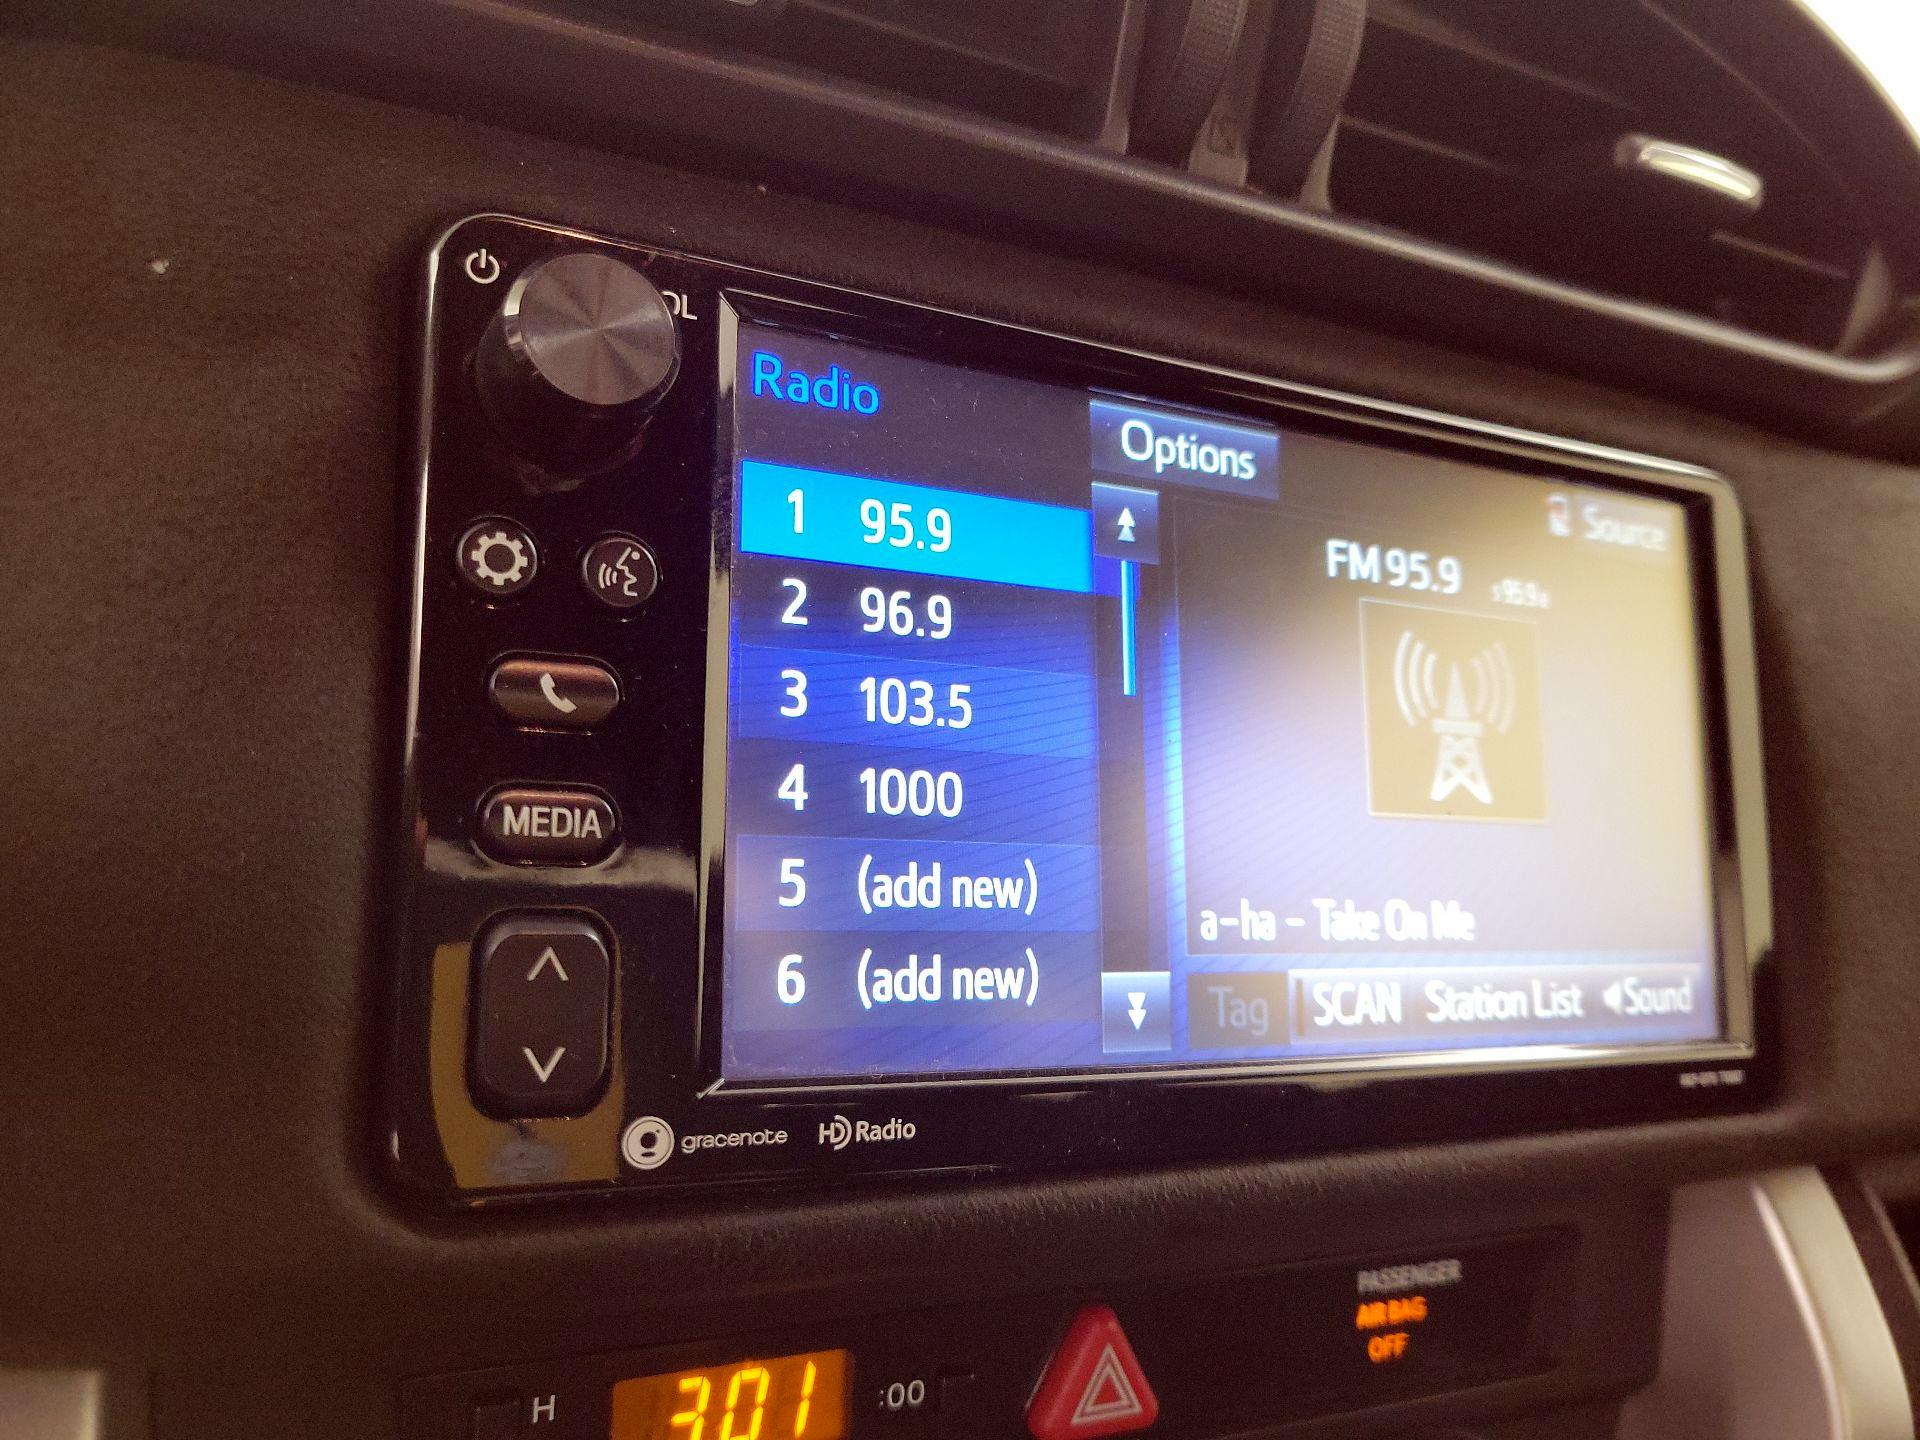 OL
Radio
Options
Source
1 95.9
2 96.9
3 103.5
4 1000
5 (add new)
6 (add new)
FM 95.9
a-ha - Take On Me
Tag SCAN Station List Sound
MEDIA
gracenote HD Radio
PASSENGER
AIR BAG
OFF
H 3:01 :00